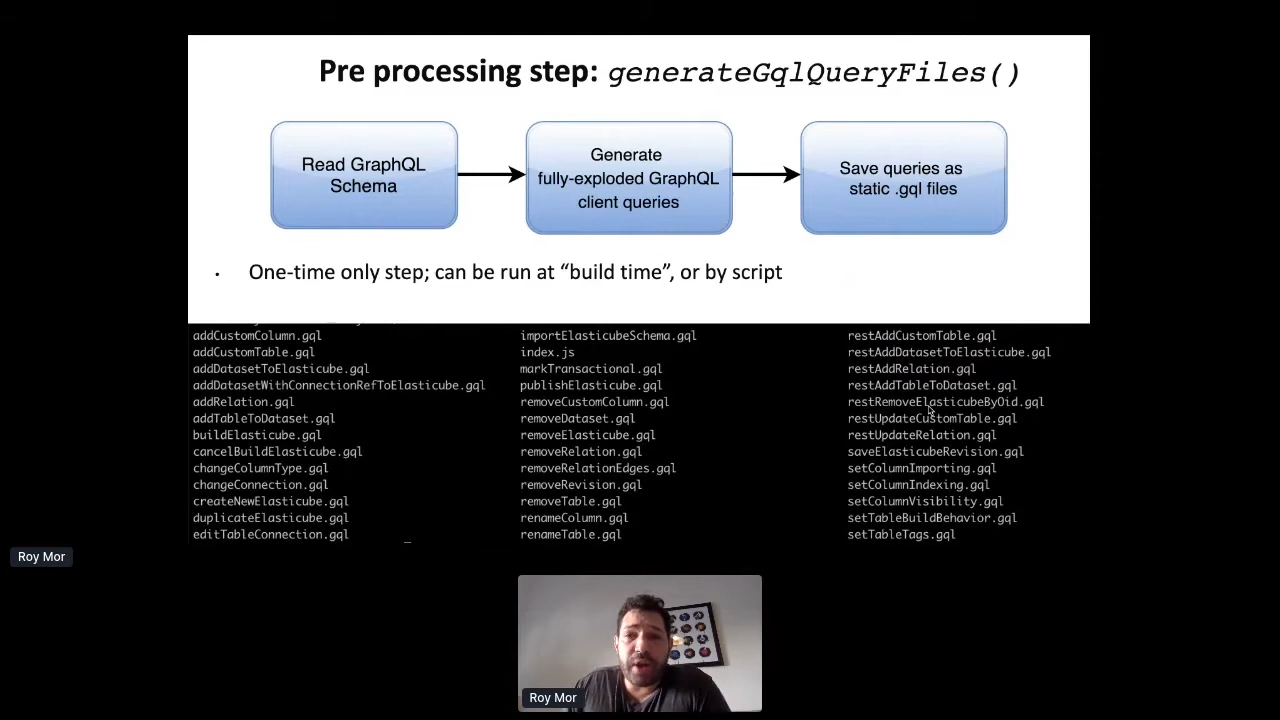 Pre processing step: generateGqlQueryFiles()
Read GraphQL
Schema
Generate
fully-exploded GraphQL
client queries
Save queries as
static .gql files
• One-time only step; can be run at “build time”, or by script
addCustomColumn.gql
addCustomTable.gql
addDatasetToElasticube.gql
addDatasetWithConnectionRefToElasticube.gql
addRelation.gql
addTableToDataset.gql
buildElasticube.gql
cancelBuildElasticube.gql
changeColumnType.gql
changeConnection.gql
createNewElasticube.gql
duplicateElasticube.gql
editTableConnection.gql
importElasticubeSchema.gql
index.js
markTransactional.gql
publishElasticube.gql
removeCustomColumn.gql
removeDataset.gql
removeElasticube.gql
removeRelation.gql
removeRelationEdges.gql
removeRevision.gql
removeTable.gql
renameColumn.gql
renameTable.gql
restAddCustomTable.gql
restAddDatasetToElasticube.gql
restAddRelation.gql
restAddTableToDataset.gql
restRemoveElasticubeByOid.gql
restUpdateCustomTable.gql
restUpdateRelation.gql
saveElasticubeRevision.gql
setColumnImporting.gql
setColumnIndexing.gql
setColumnVisibility.gql
setTableBuildBehavior.gql
setTableTags.gql
Roy Mor
Roy Mor